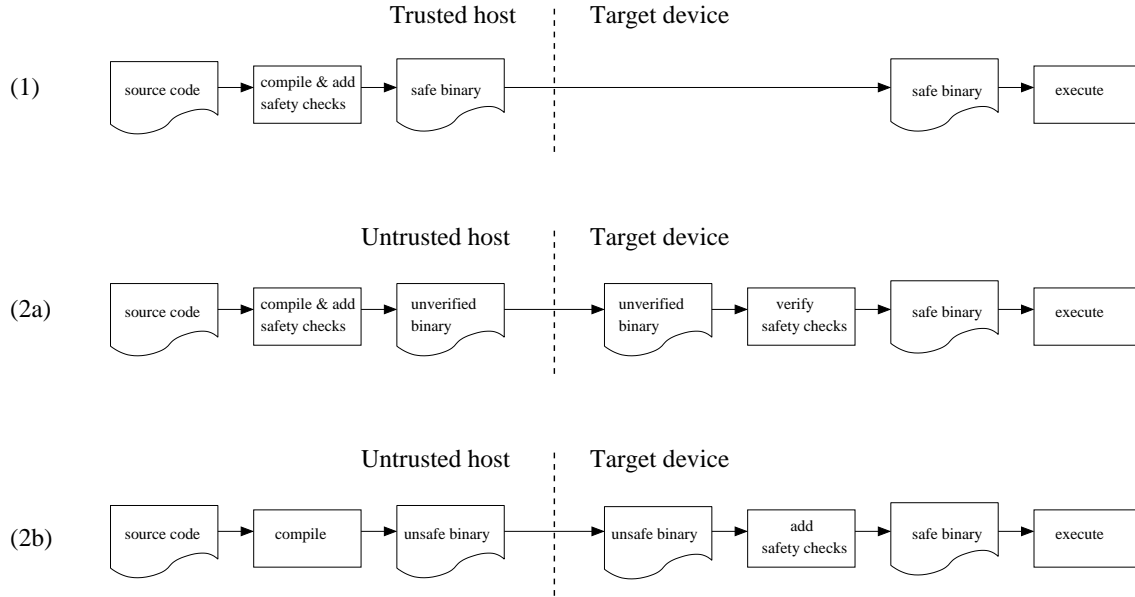 Trusted host
Target device
(1)
source code
compile & add
safety checks
safe binary
safe binary
execute
Untrusted host
Target device
(2a)
source code
compile & add
safety checks
unverified
binary
unverified
binary
verify
safety checks
safe binary
execute
Untrusted host
Target device
(2b)
source code
compile
unsafe binary
unsafe binary
add
safety checks
safe binary
execute